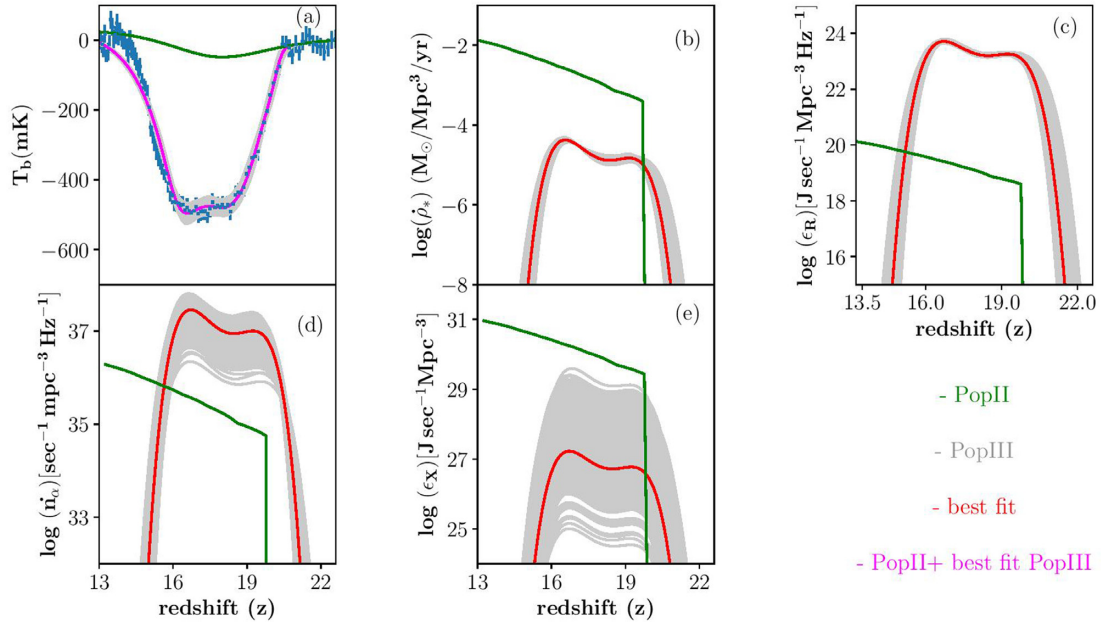 (a)
0
−200
−400
−600
T_b(mK)
(b)
−2
−4
−6
−8
log(ρ̇_*) (M_⊙/Mpc³/yr)
(c)
24
22
20
18
16
log (ε_R)[J sec⁻¹ Mpc⁻³ Hz⁻¹]
13.5 16.0 19.0 22.0
redshift (z)
(d)
37
35
33
log (ṅ_α)[sec⁻¹ mpc⁻³ Hz⁻¹]
13 16 19 22
redshift (z)
(e)
31
29
27
25
log (ε_X)[J sec⁻¹Mpc⁻³]
13 16 19 22
redshift (z)
- PopII
- PopIII
- best fit
- PopII+ best fit PopIII